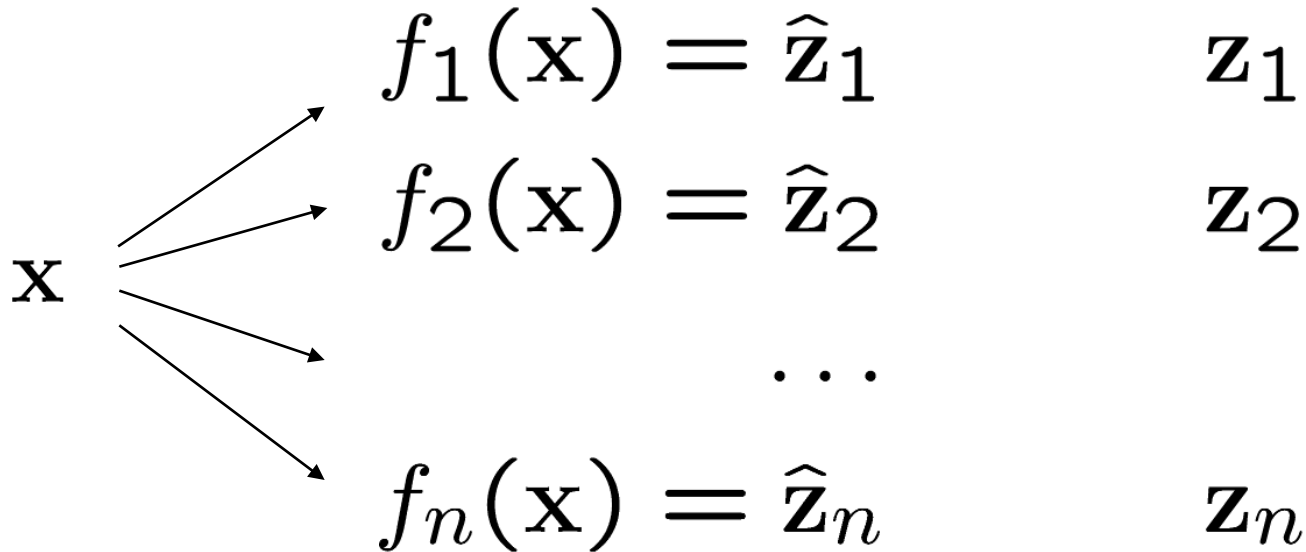 f₁(x) = ẑ₁ z₁
f₂(x) = ẑ₂ z₂
x
...
fₙ(x) = ẑₙ zₙ